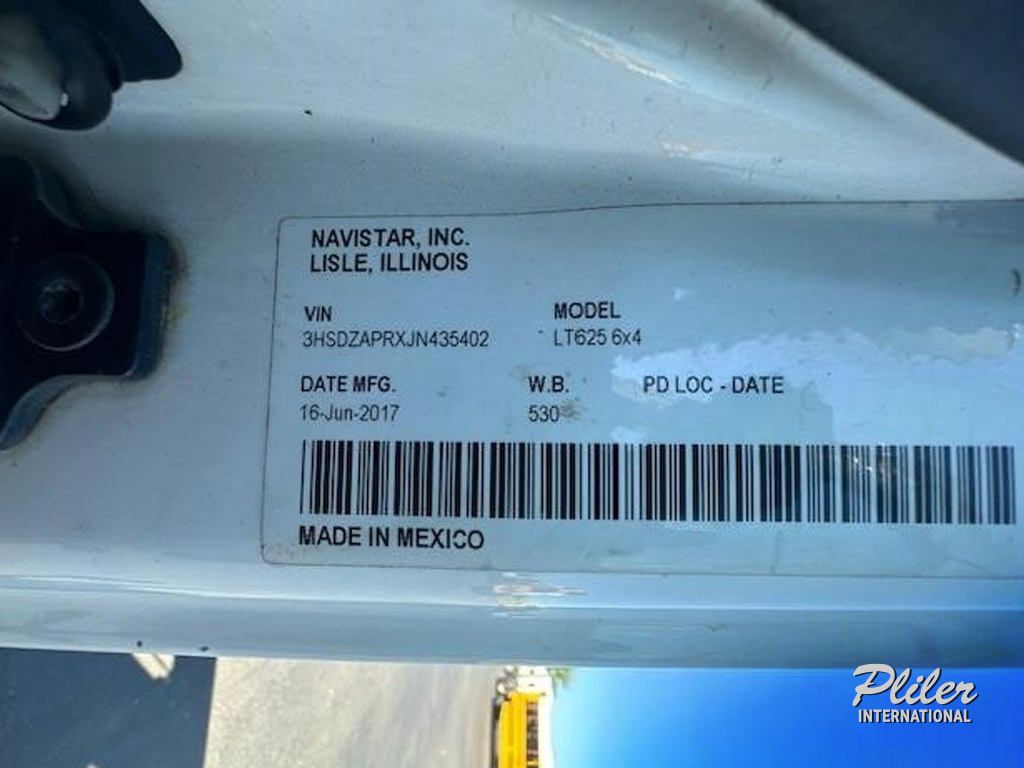 NAVISTAR, INC.
LISLE, ILLINOIS
VIN MODEL
3HSDZAPRXJN435402 LT625 6x4
DATE MFG. W.B. PD LOC - DATE
16-Jun-2017 530
MADE IN MEXICO
Pliler
INTERNATIONAL